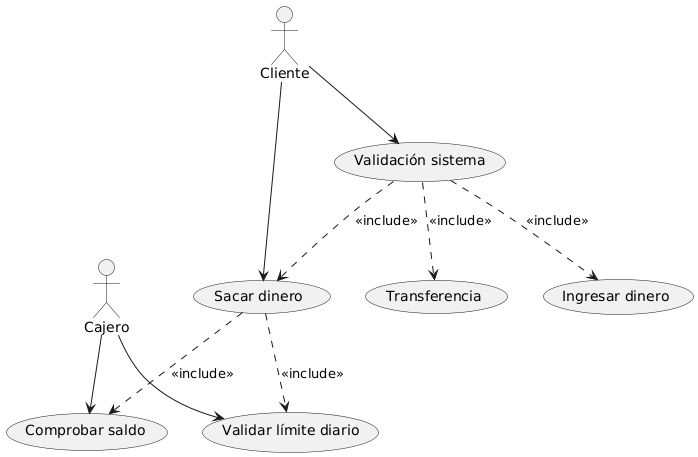 Cliente
Validación sistema
«include»
«include»
«include»
Sacar dinero
Transferencia
Ingresar dinero
Cajero
«include»
«include»
Comprobar saldo
Validar límite diario